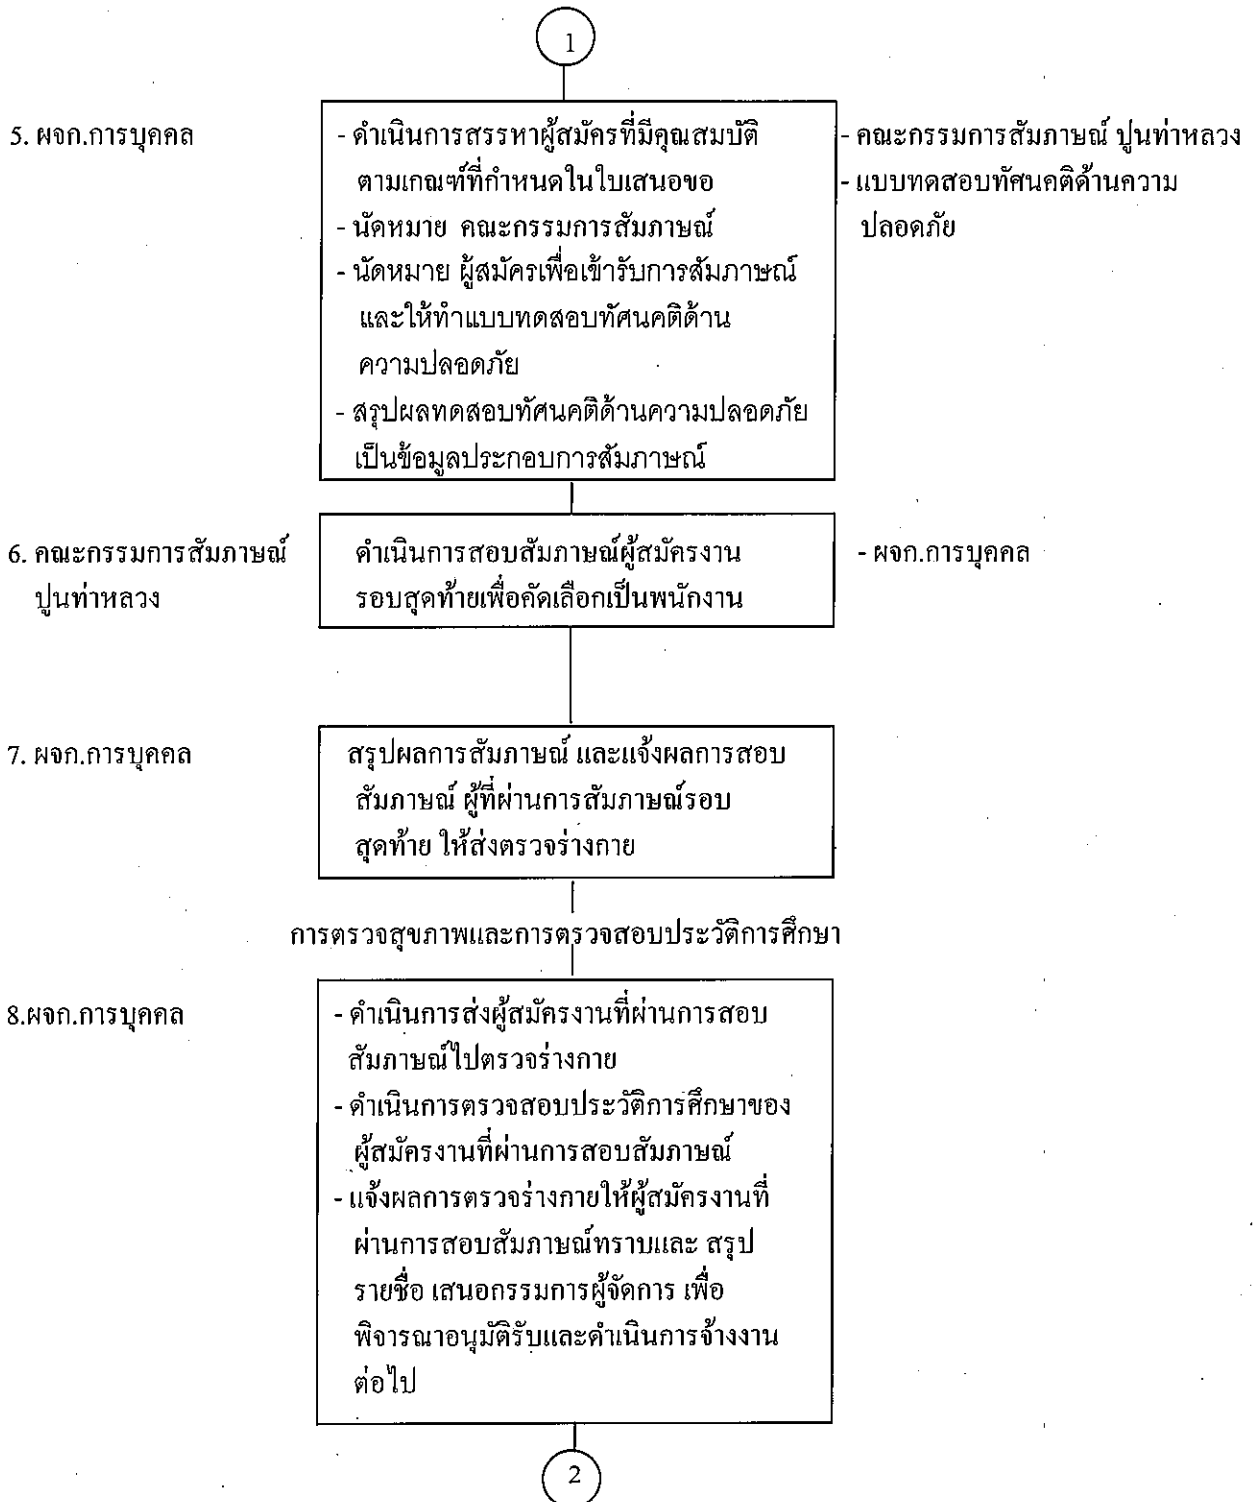 1
5. ผจก.การบุคคล
- ดำเนินการสรรหาผู้สมัครที่มีคุณสมบัติ
ตามเกณฑ์ที่กำหนดในใบเสนอขอ
- นัดหมาย คณะกรรมการสัมภาษณ์
- นัดหมาย ผู้สมัครเพื่อเข้ารับการสัมภาษณ์
และให้ทำแบบทดสอบทัศนคติด้าน
ความปลอดภัย
- สรุปผลทดสอบทัศนคติด้านความปลอดภัย
เป็นข้อมูลประกอบการสัมภาษณ์
- คณะกรรมการสัมภาษณ์ ปูนท่าหลวง
- แบบทดสอบทัศนคติด้านความ
ปลอดภัย
6. คณะกรรมการสัมภาษณ์
ปูนท่าหลวง
ดำเนินการสอบสัมภาษณ์ผู้สมัครงาน
รอบสุดท้ายเพื่อคัดเลือกเป็นพนักงาน
- ผจก.การบุคคล
7. ผจก.การบุคคล
สรุปผลการสัมภาษณ์ และแจ้งผลการสอบ
สัมภาษณ์ ผู้ที่ผ่านการสัมภาษณ์รอบ
สุดท้าย ให้ส่งตรวจร่างกาย
การตรวจสุขภาพและการตรวจสอบประวัติการศึกษา
8.ผจก.การบุคคล
- ดำเนินการส่งผู้สมัครงานที่ผ่านการสอบ
สัมภาษณ์ไปตรวจร่างกาย
- ดำเนินการตรวจสอบประวัติการศึกษาของ
ผู้สมัครงานที่ผ่านการสอบสัมภาษณ์
- แจ้งผลการตรวจร่างกายให้ผู้สมัครงานที่
ผ่านการสอบสัมภาษณ์ทราบและ สรุป
รายชื่อ เสนอกรรมการผู้จัดการ เพื่อ
พิจารณาอนุมัติรับและดำเนินการจ้างงาน
ต่อไป
2